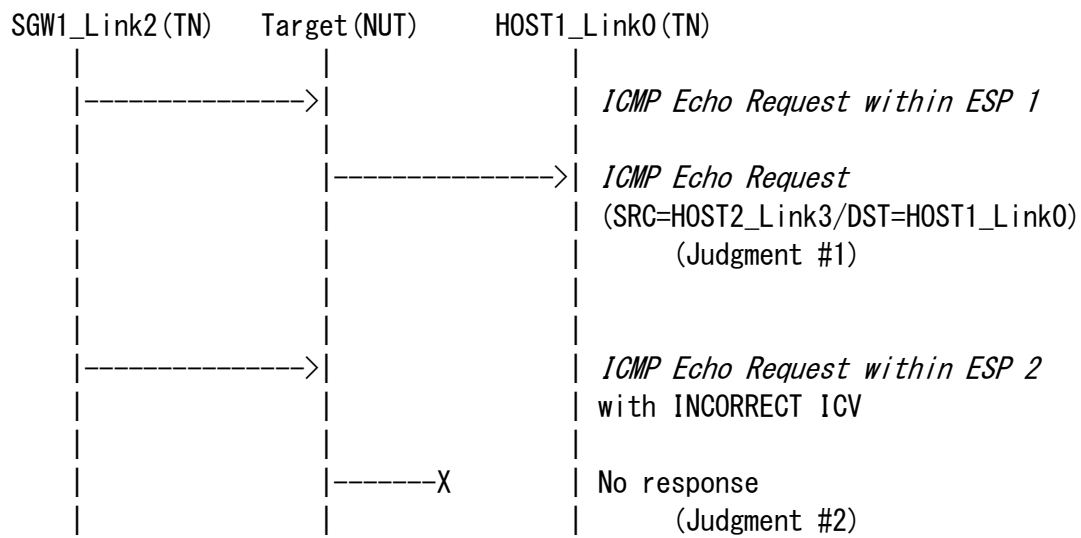 SGW1_Link2(TN) Target(NUT) HOST1_Link0(TN)
ICMP Echo Request within ESP 1
ICMP Echo Request
(SRC=HOST2_Link3/DST=HOST1_Link0)
(Judgment #1)
ICMP Echo Request within ESP 2
with INCORRECT ICV
X No response
(Judgment #2)